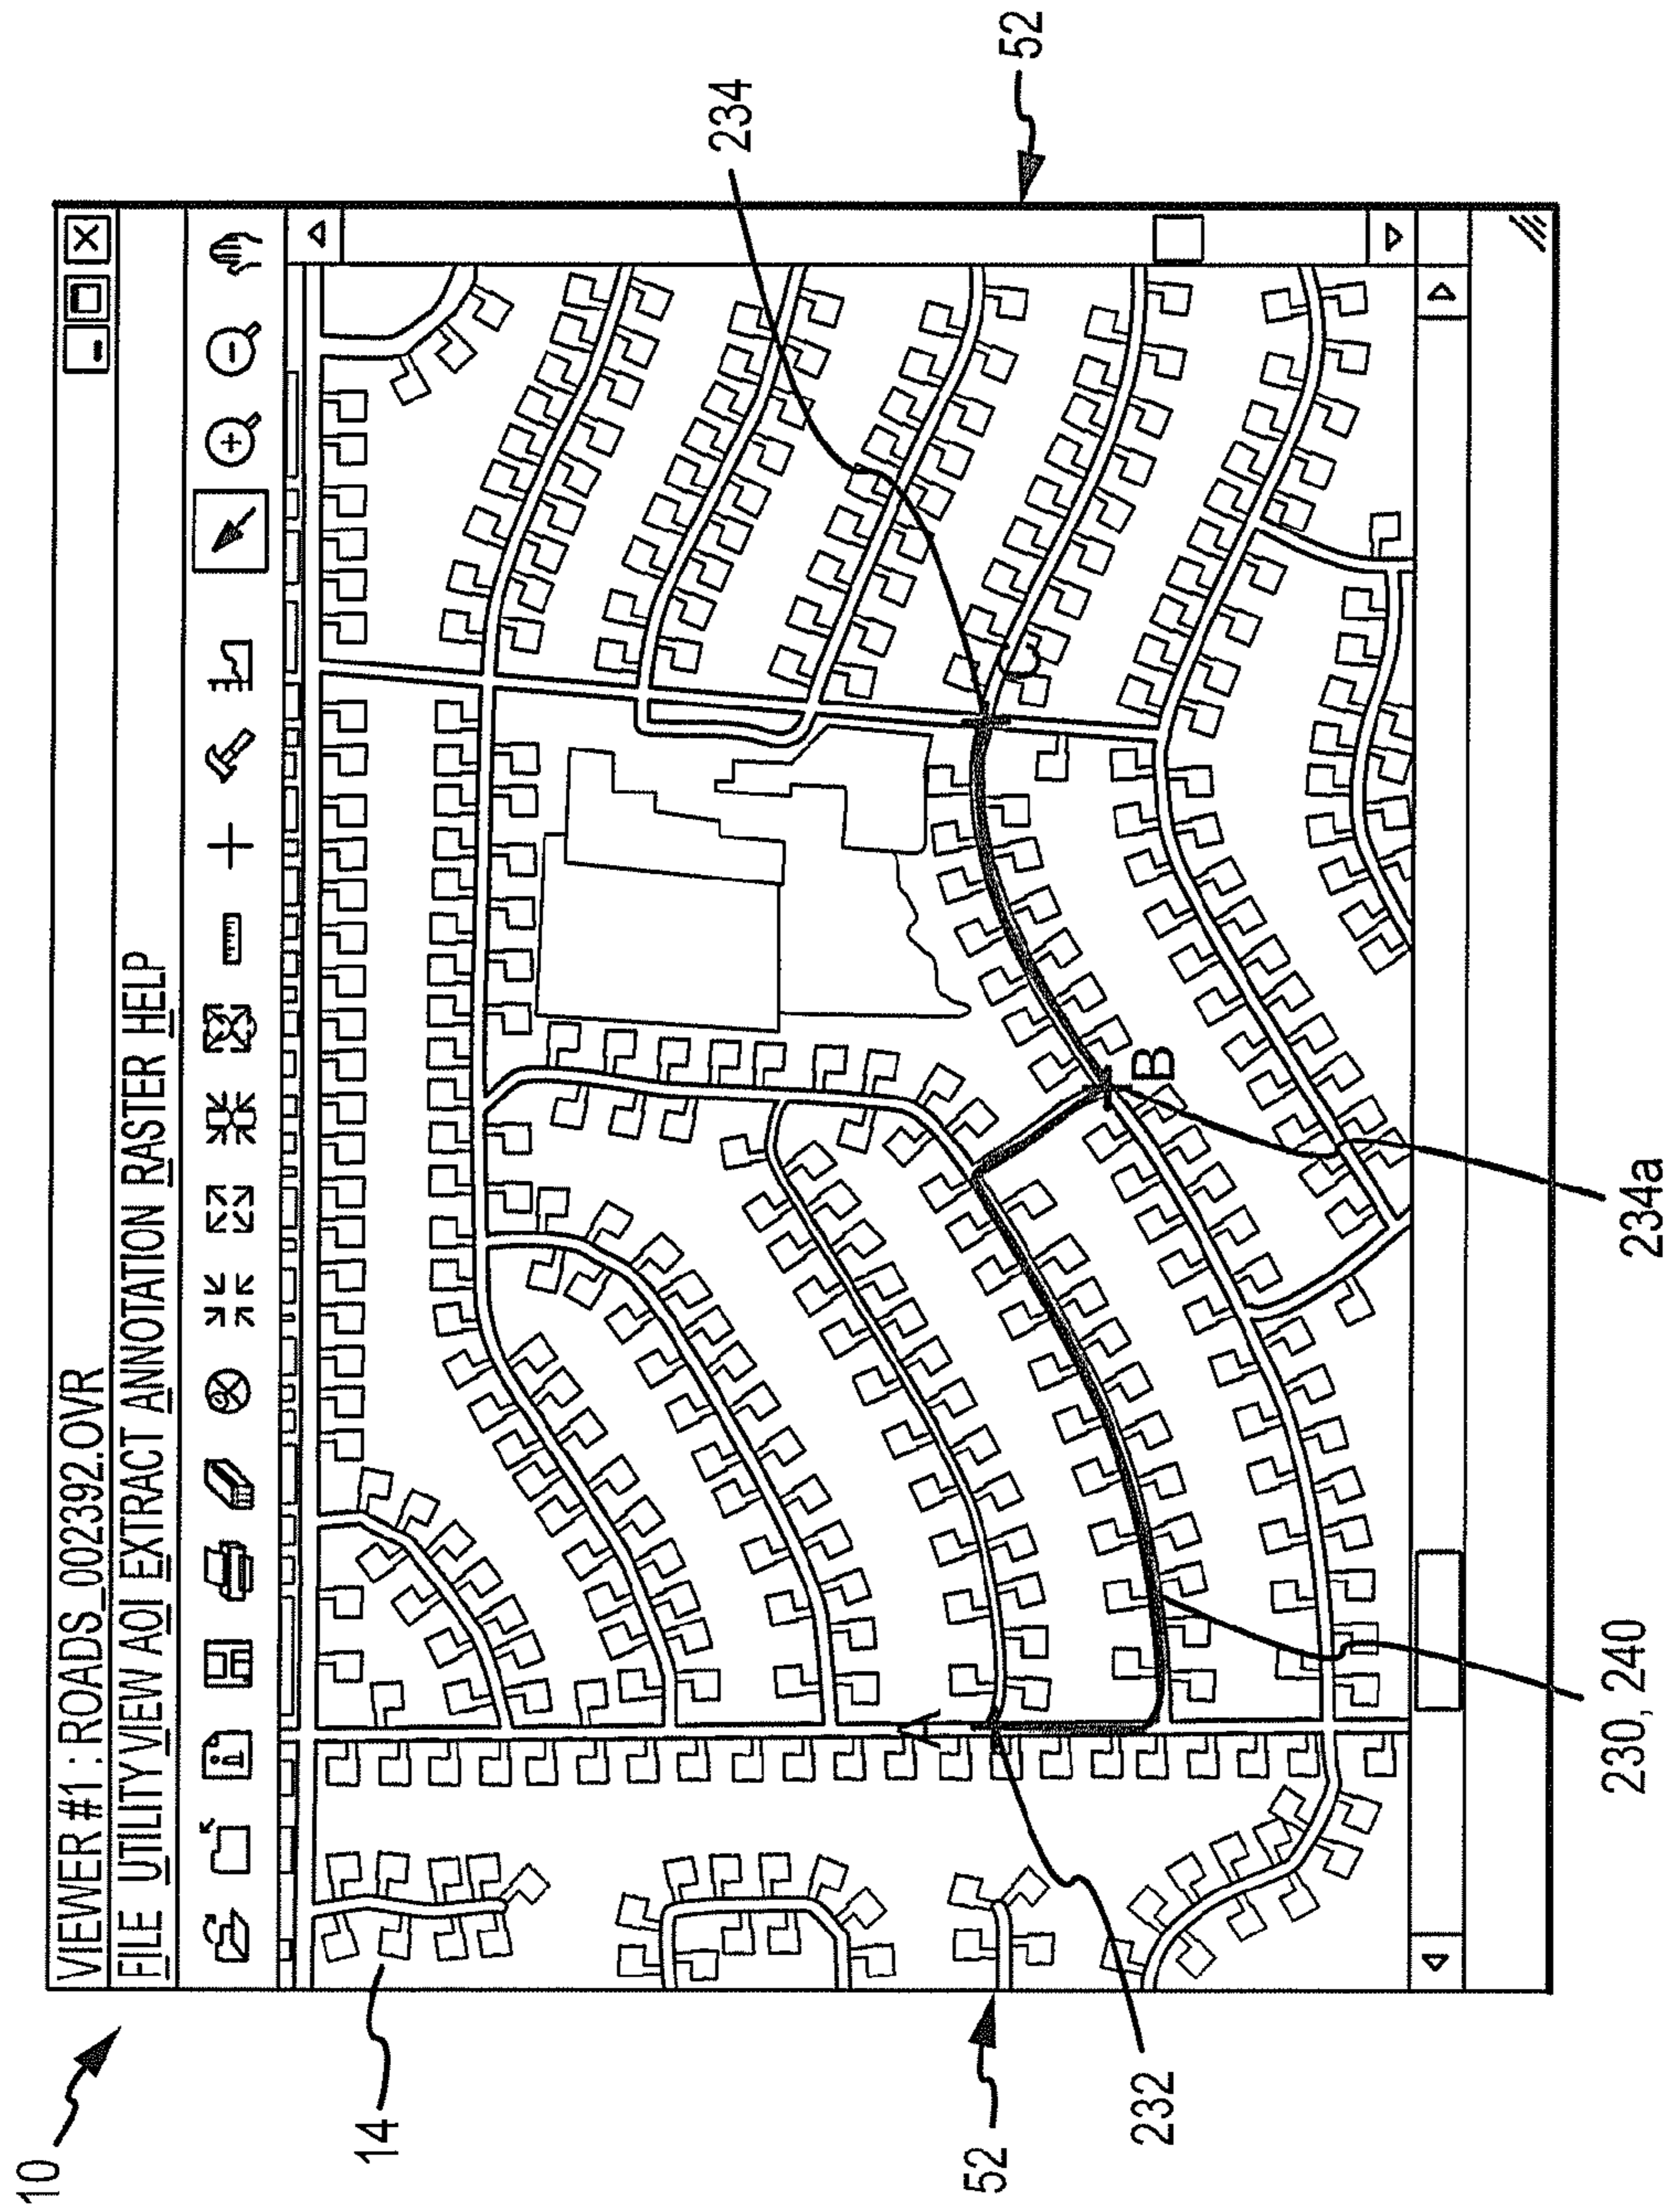 VIEWER #1 : ROADS_002392.OVR
FILE UTILITY VIEW AOI EXTRACT ANNOTATION RASTER HELP
10
14
52
232
A
B
C
234
52
234a
230, 240